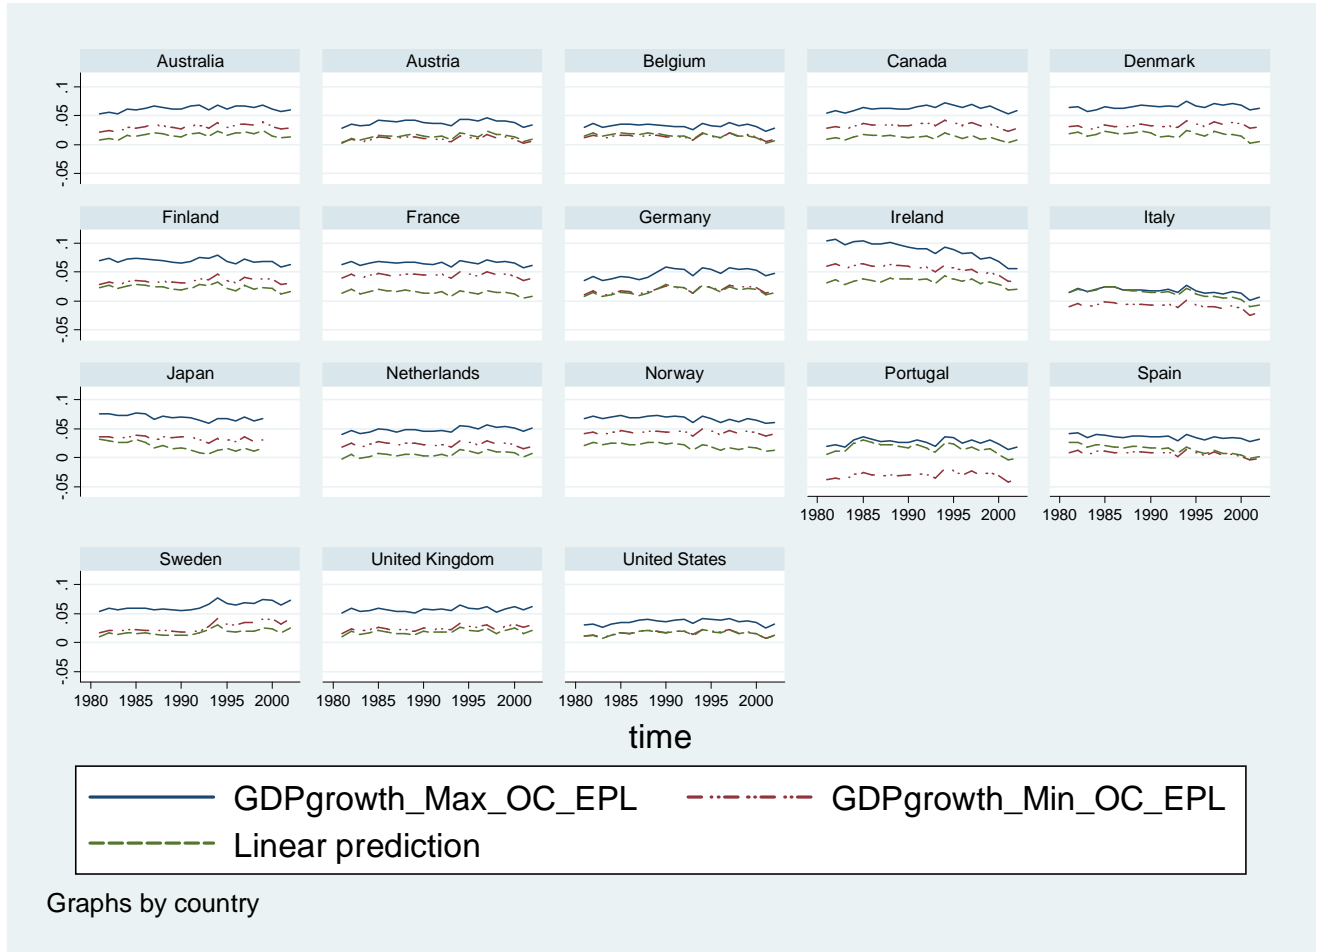 Australia Austria Belgium Canada Denmark
.1
.05
0
-.05
Finland France Germany Ireland Italy
.1
.05
0
-.05
Japan Netherlands Norway Portugal Spain
.1
.05
0
-.05
1980 1985 1990 1995 2000 1980 1985 1990 1995 2000
Sweden United Kingdom United States
.1
.05
0
-.05
1980 1985 1990 1995 2000 1980 1985 1990 1995 2000 1980 1985 1990 1995 2000
time
GDPgrowth_Max_OC_EPL GDPgrowth_Min_OC_EPL
Linear prediction
Graphs by country